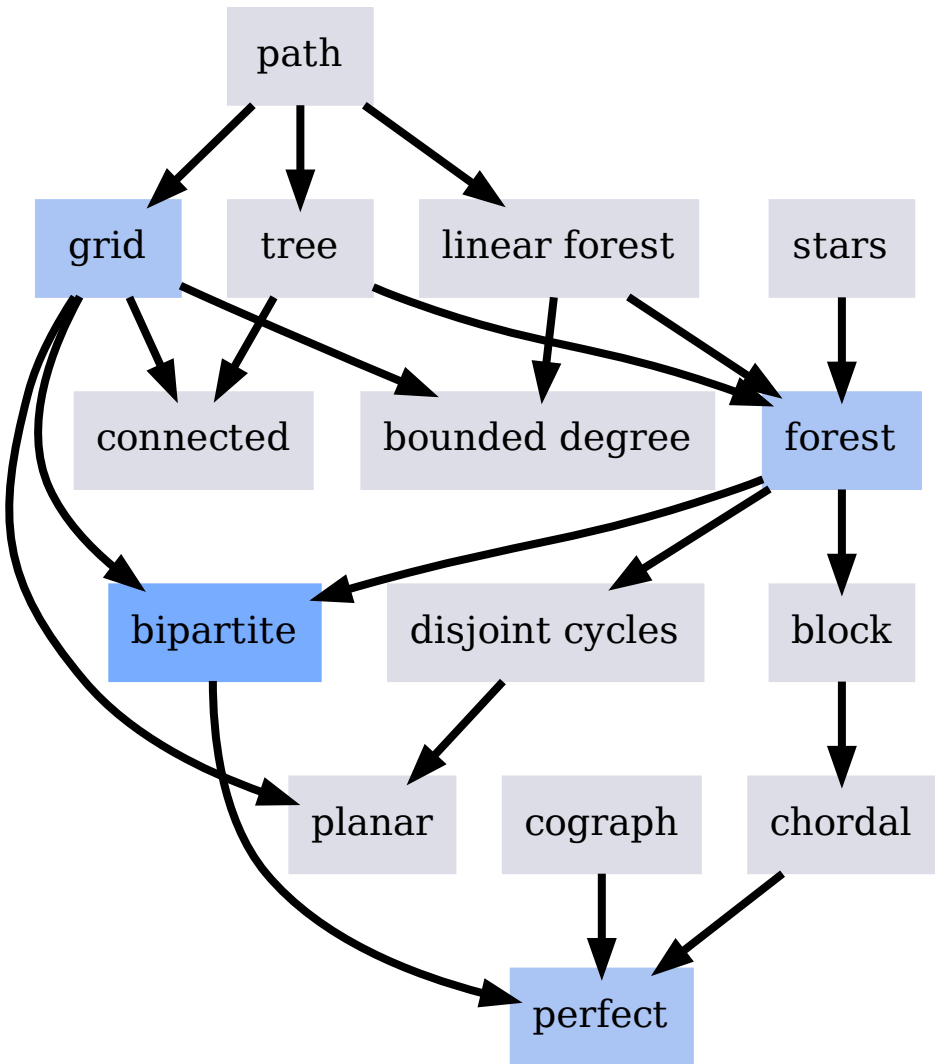 path
grid
tree
linear forest
stars
connected
bounded degree
forest
bipartite
disjoint cycles
block
planar
cograph
chordal
perfect